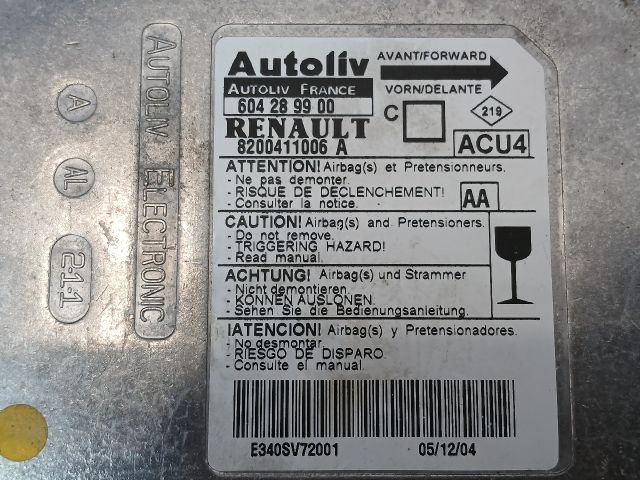 AUTOLIV ELECTRONIC
A
AL
2-1-1
Autoliv
AUTOLIV FRANCE
604 28 99 00
RENAULT
8200411006 A
AVANT/FORWARD
VORN/DELANTE
C
219
ACU4
ATTENTION! Airbag(s) et Pretensionneurs.
- Ne pas demonter.
- RISQUE DE DECLENCHEMENT!
- Consulter la notice.
AA
CAUTION! Airbag(s) and Pretensioners.
- Do not remove.
- TRIGGERING HAZARD!
- Read manual.
ACHTUNG! Airbag(s) und Strammer
- Nicht demontieren.
- KONNEN AUSLONEN.
- Sehen Sie die Bedienungsanleitung.
IATENCION! Airbag(s) y Pretensionadores.
- No desmontar.
- RIESGO DE DISPARO
- Consulte el manual.
E340SV72001 05/12/04